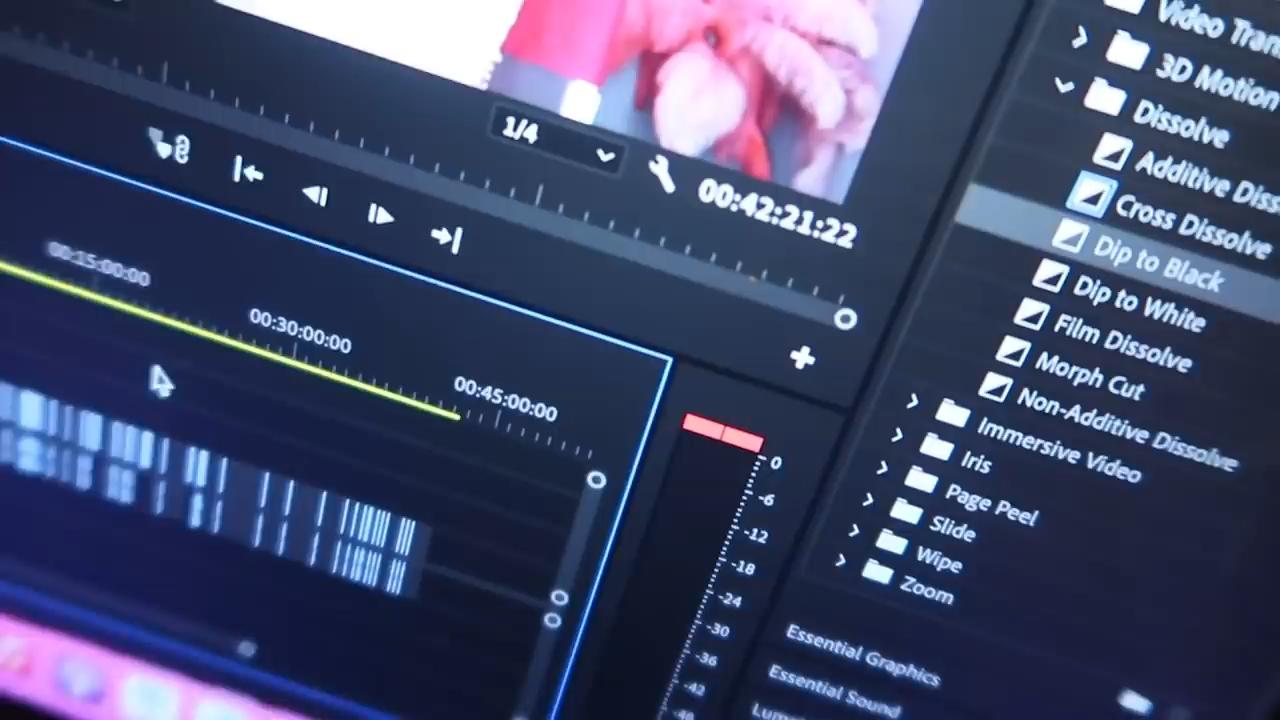 1/4
00:42:21:22
00:15:00:00
00:30:00:00
00:45:00:00
0
-6
-12
-18
-24
-30
-36
-42
Video
3D Motion
Dissolve
Additive
Cross Dissolve
Dip to Black
Dip to White
Film Dissolve
Morph Cut
Non-Additive Dissolve
Immersive Video
Iris
Page Peel
Slide
Wipe
Zoom
Essential Graphics
Essential Sound